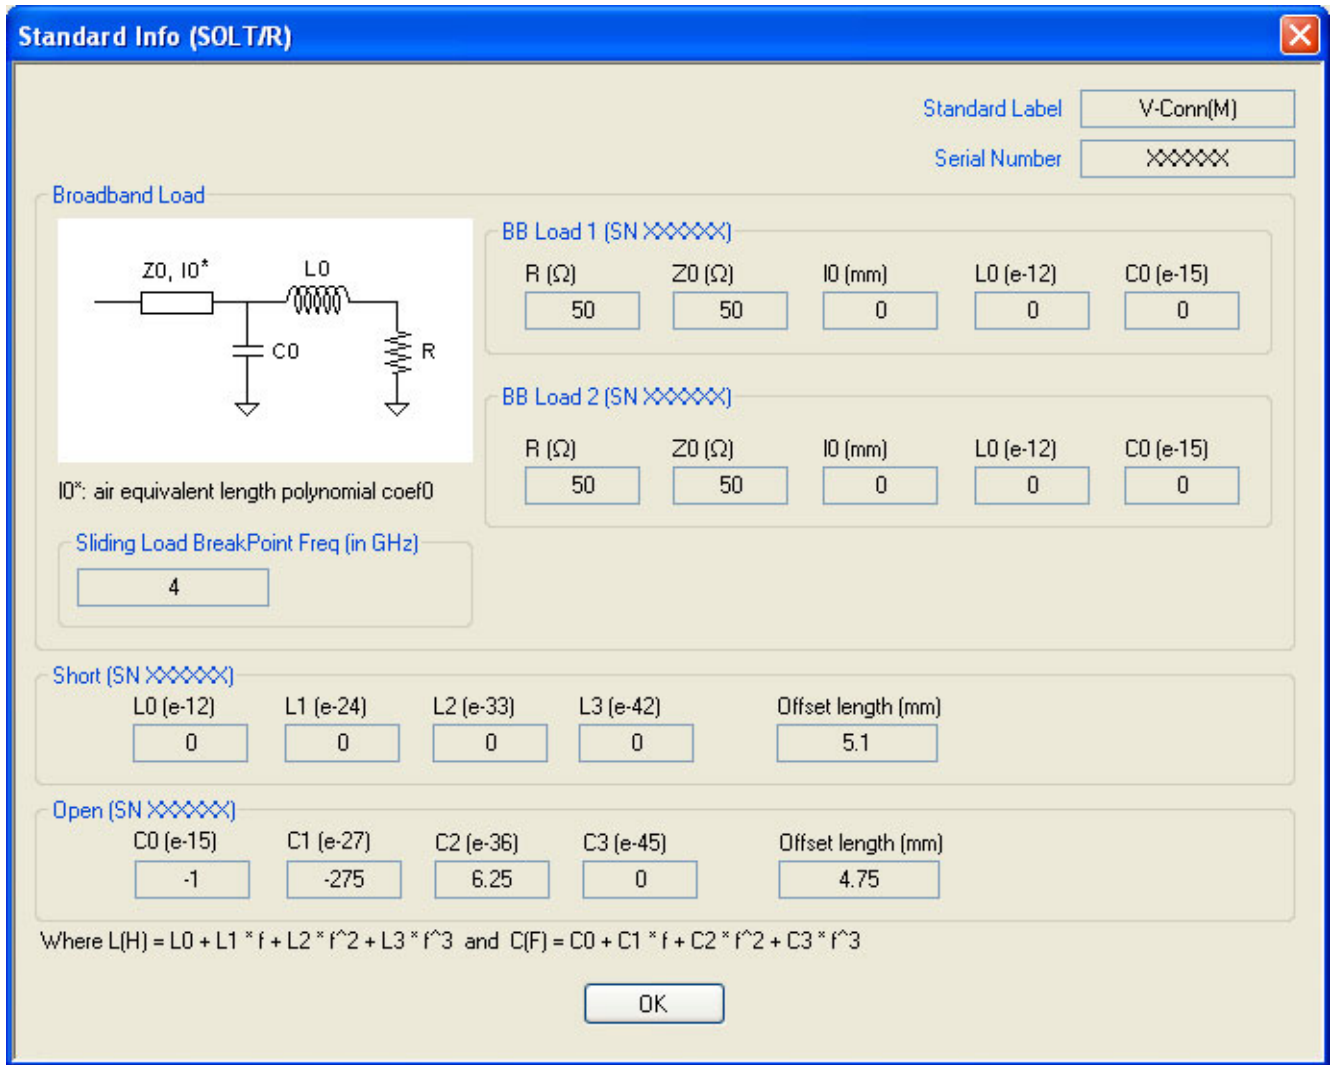 Standard Info (SOLT/R)
Standard Label V-Conn(M)
Serial Number XXXXXX
Broadband Load
Z0, l0* L0
C0 R
l0*: air equivalent length polynomial coef0
BB Load 1 (SN XXXXXX)
R (Ω) Z0 (Ω) l0 (mm) L0 (e-12) C0 (e-15)
50 50 0 0 0
BB Load 2 (SN XXXXXX)
R (Ω) Z0 (Ω) l0 (mm) L0 (e-12) C0 (e-15)
50 50 0 0 0
Sliding Load BreakPoint Freq (in GHz)
4
Short (SN XXXXXX)
L0 (e-12) L1 (e-24) L2 (e-33) L3 (e-42) Offset length (mm)
0 0 0 0 5.1
Open (SN XXXXXX)
C0 (e-15) C1 (e-27) C2 (e-36) C3 (e-45) Offset length (mm)
-1 -275 6.25 0 4.75
Where L(H) = L0 + L1 * f + L2 * f^2 + L3 * f^3 and C(F) = C0 + C1 * f + C2 * f^2 + C3 * f^3
OK